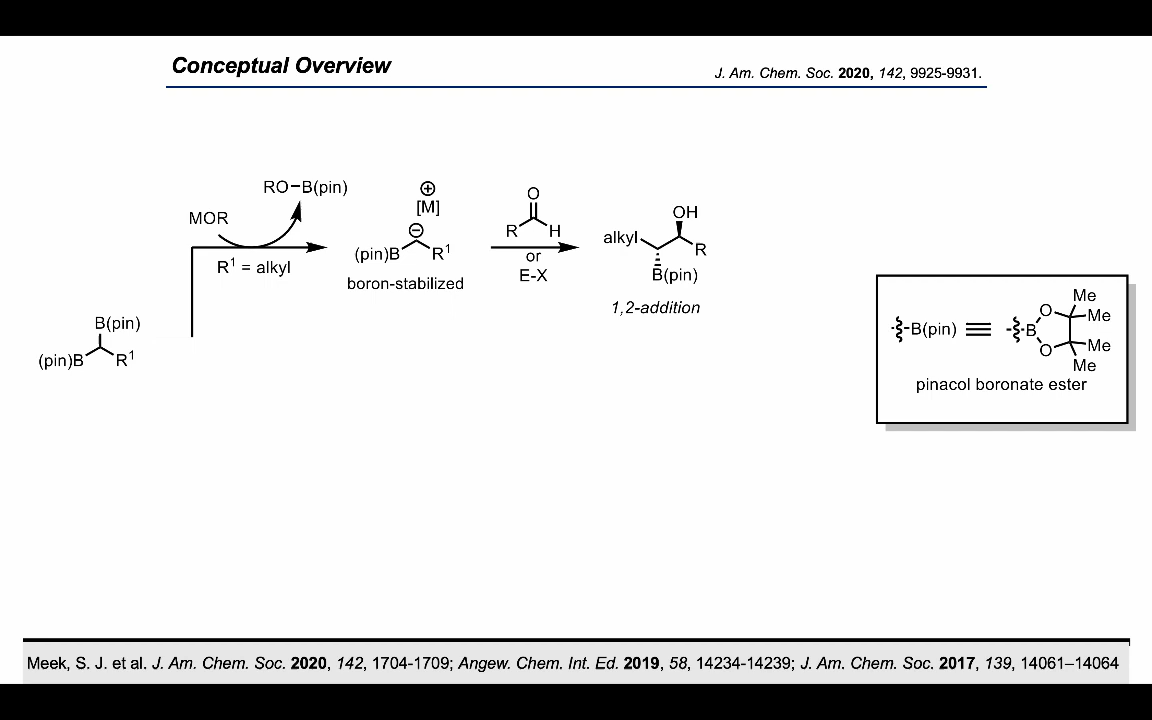 Conceptual Overview
J. Am. Chem. Soc. 2020, 142, 9925-9931.
RO–B(pin)
MOR
R¹ = alkyl
B(pin)
(pin)B
R¹
⊕
[M]
⊖
(pin)B
R¹
boron-stabilized
O
R
H
or
E-X
OH
alkyl
R
B(pin)
1,2-addition
B(pin) ≡ B
O
O
Me
Me
Me
Me
pinacol boronate ester
Meek, S. J. et al. J. Am. Chem. Soc. 2020, 142, 1704-1709; Angew. Chem. Int. Ed. 2019, 58, 14234-14239; J. Am. Chem. Soc. 2017, 139, 14061–14064